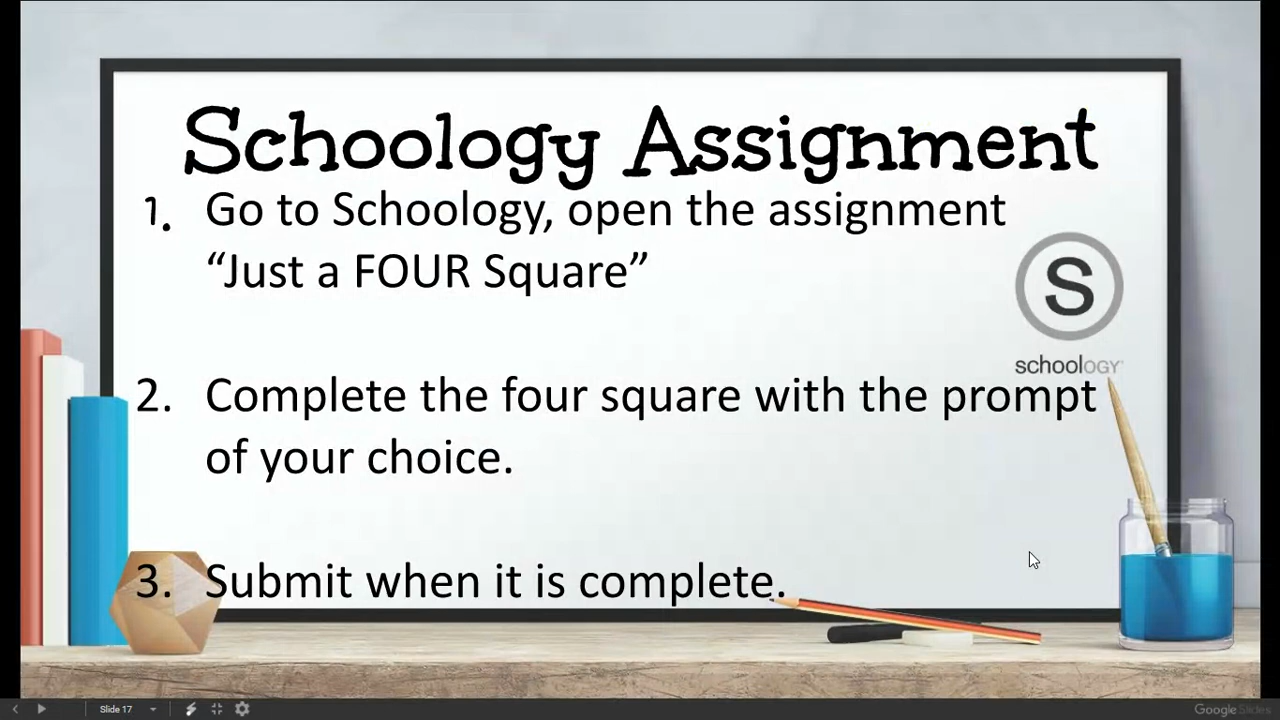 Schoology Assignment
1. Go to Schoology, open the assignment
“Just a FOUR Square”
S
schoology
2. Complete the four square with the prompt
of your choice.
3. Submit when it is complete.
Slide 17
Google Slides